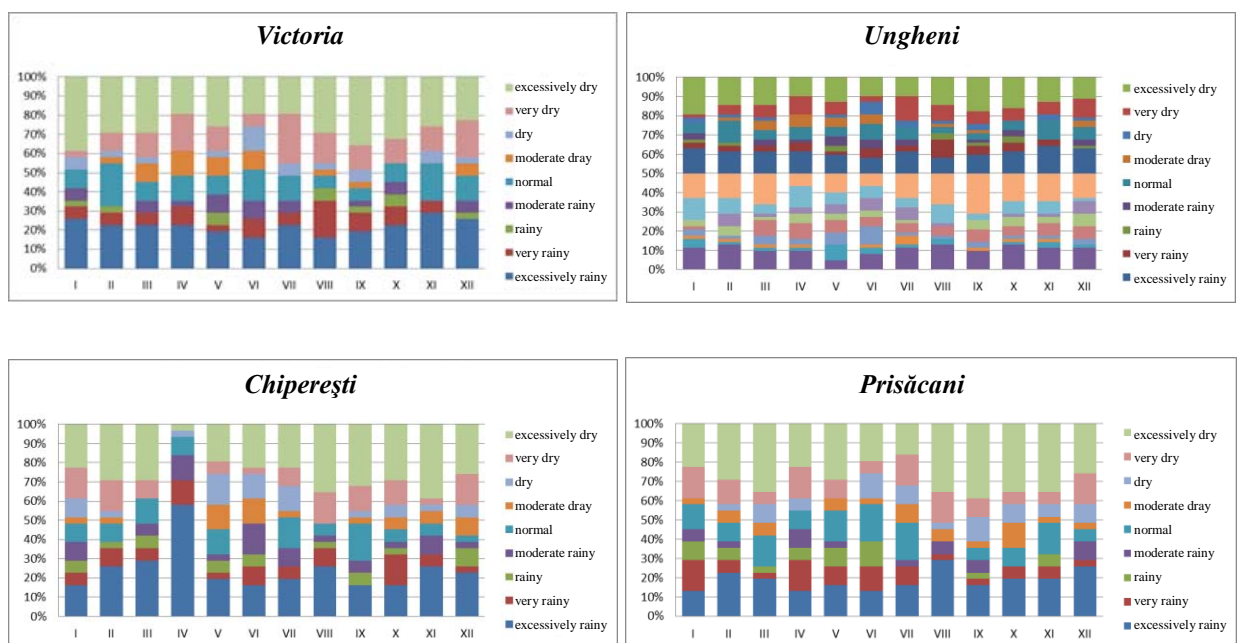 Victoria
100%
90%
80%
70%
60%
50%
40%
30%
20%
10%
0%
I II III IV V VI VII VIII IX X XI XII
excessively dry
very dry
dry
moderate dray
normal
moderate rainy
rainy
very rainy
excessively rainy
Ungheni
100%
90%
80%
70%
60%
50%
40%
30%
20%
10%
0%
I II III IV V VI VII VIII IX X XI XII
excessively dry
very dry
dry
moderate dray
normal
moderate rainy
rainy
very rainy
excessively rainy
Chipereşti
100%
90%
80%
70%
60%
50%
40%
30%
20%
10%
0%
I II III IV V VI VII VIII IX X XI XII
excessively dry
very dry
dry
moderate dray
normal
moderate rainy
rainy
very rainy
excessively rainy
Prisăcani
100%
90%
80%
70%
60%
50%
40%
30%
20%
10%
0%
I II III IV V VI VII VIII IX X XI XII
excessively dry
very dry
dry
moderate dray
normal
moderate rainy
rainy
very rainy
excessively rainy